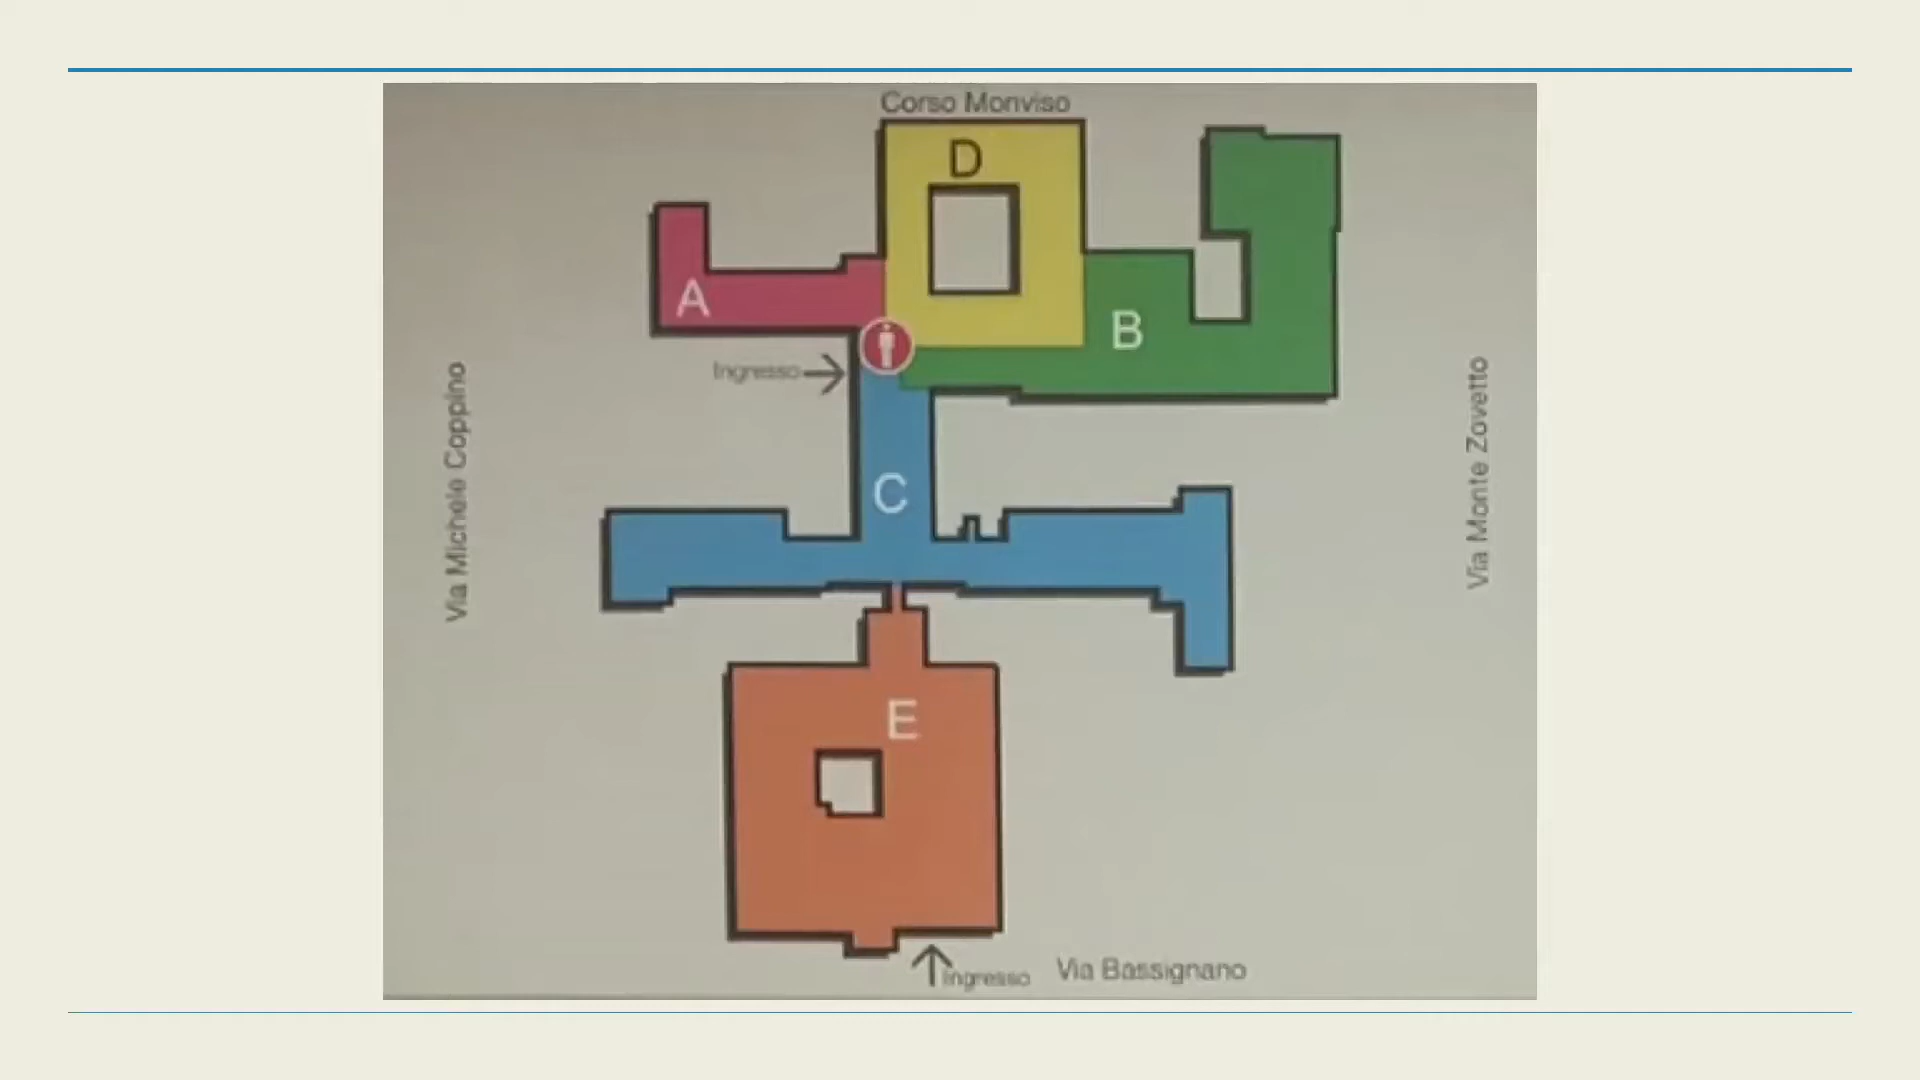 Corso Monviso
D
A
B
Ingresso
Via Michele Coppino
Via Monte Zovetto
C
E
Ingresso
Via Bassignano